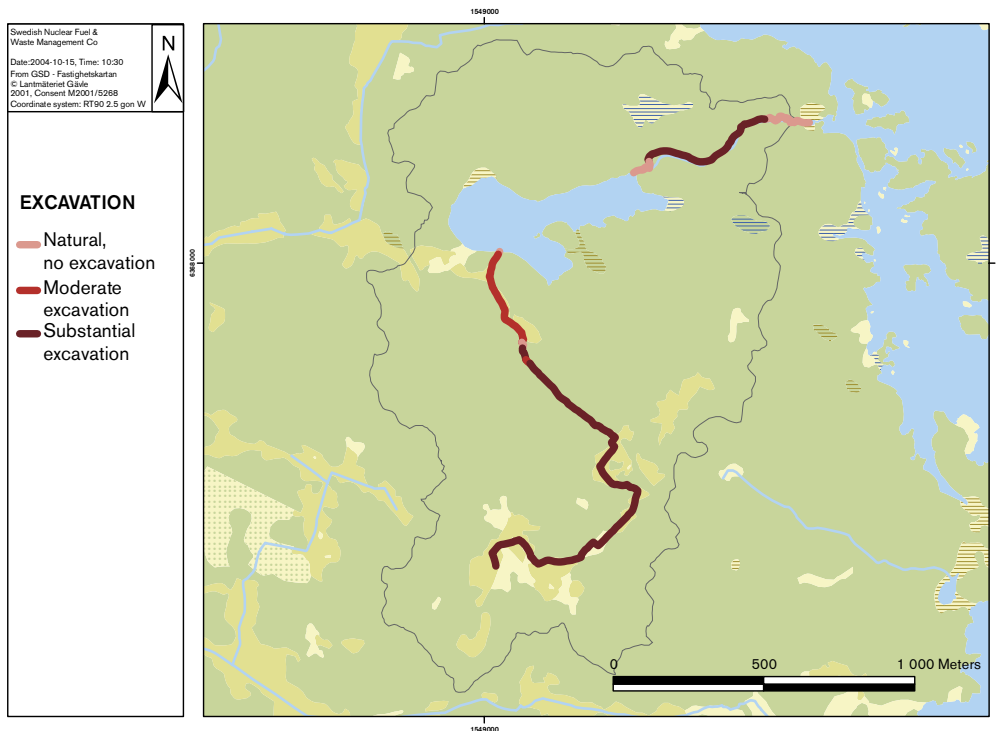 1549000
Swedish Nuclear Fuel &
Waste Management Co
Date:2004-10-15, Time: 10:30
From GSD - Fastighetskartan
© Lantmäteriet Gävle
2001, Consent M2001/5268
Coordinate system: RT90 2.5 gon W
N
EXCAVATION
Natural,
no excavation
Moderate
excavation
Substantial
excavation
6368000
0 500 1 000 Meters
1549000